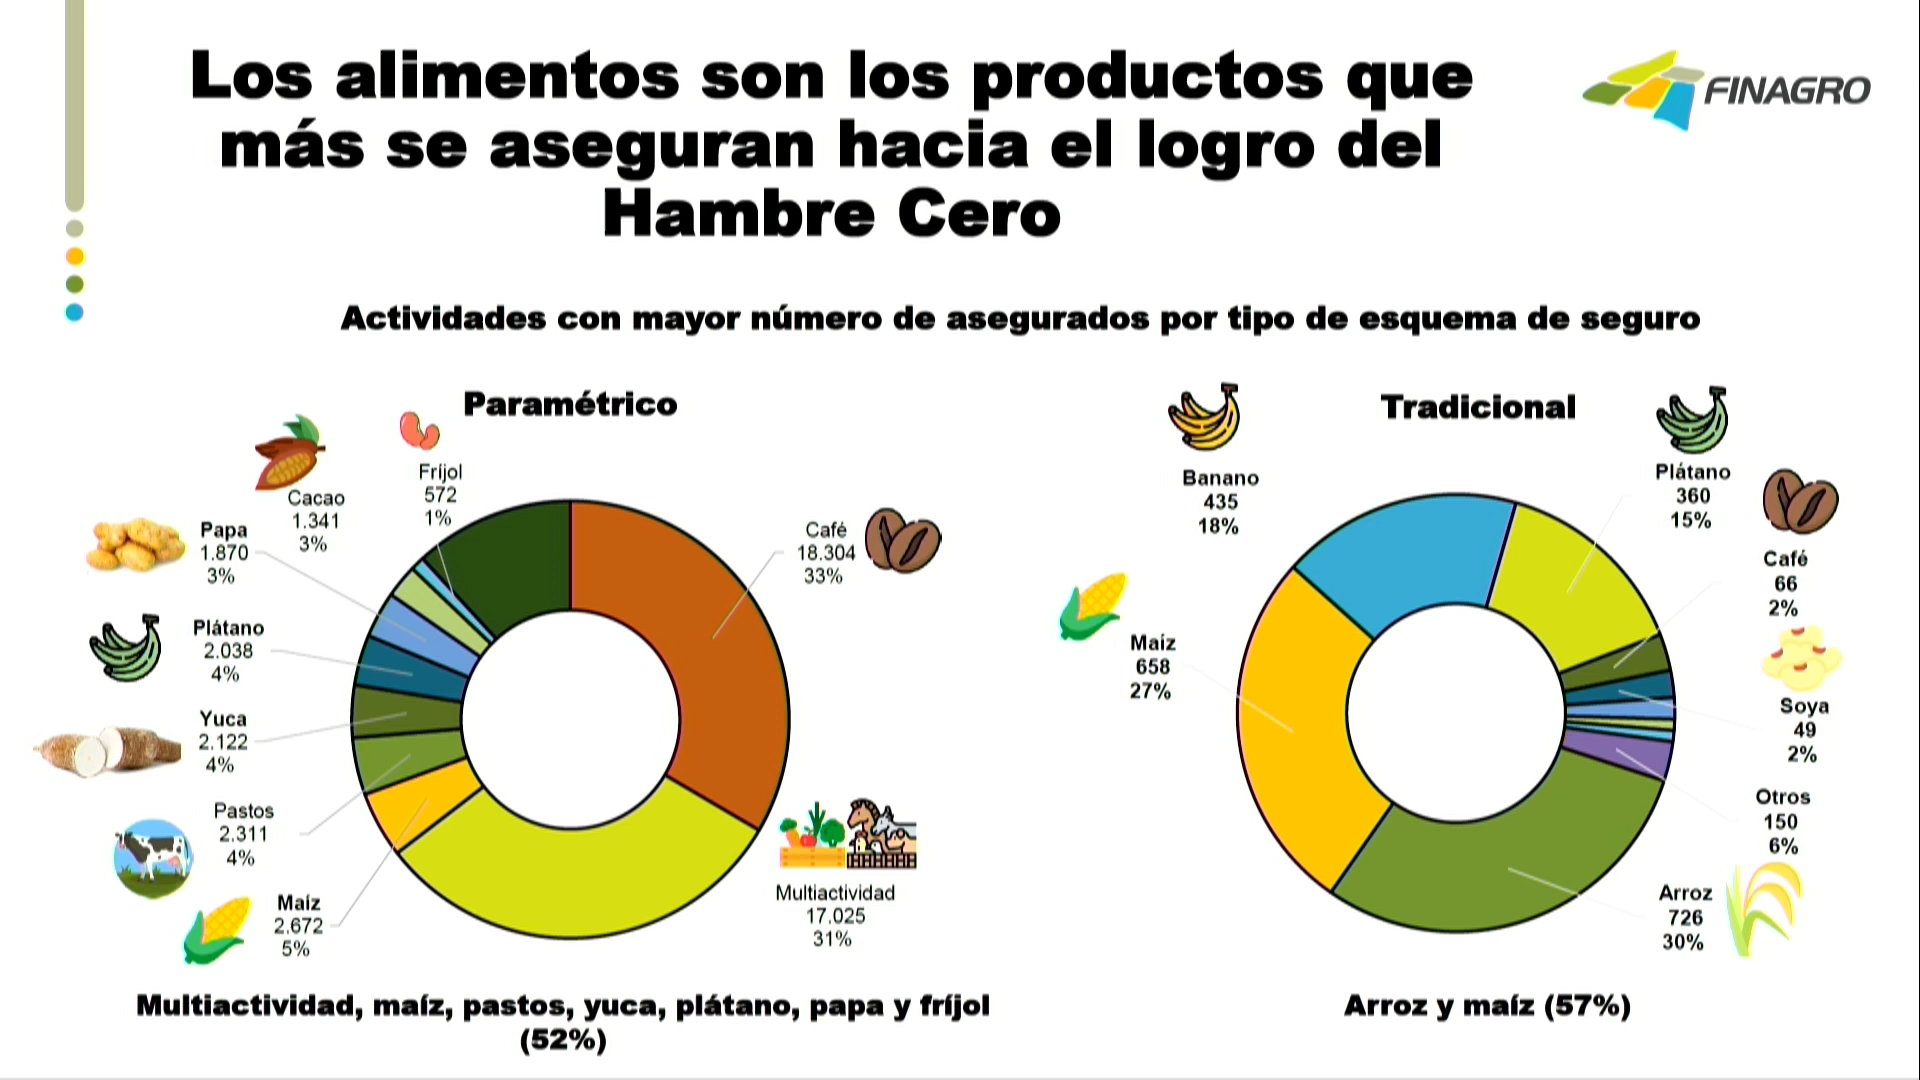 Los alimentos son los productos que
más se aseguran hacia el logro del
Hambre Cero
FINAGRO
Actividades con mayor número de asegurados por tipo de esquema de seguro
Paramétrico
Fríjol
572
1%
Cacao
1.341
3%
Papa
1.870
3%
Plátano
2.038
4%
Yuca
2.122
4%
Pastos
2.311
4%
Maíz
2.672
5%
Café
18.304
33%
Multiactividad
17.025
31%
Multiactividad, maíz, pastos, yuca, plátano, papa y fríjol
(52%)
Tradicional
Banano
435
18%
Maíz
658
27%
Plátano
360
15%
Café
66
2%
Soya
49
2%
Otros
150
6%
Arroz
726
30%
Arroz y maíz (57%)